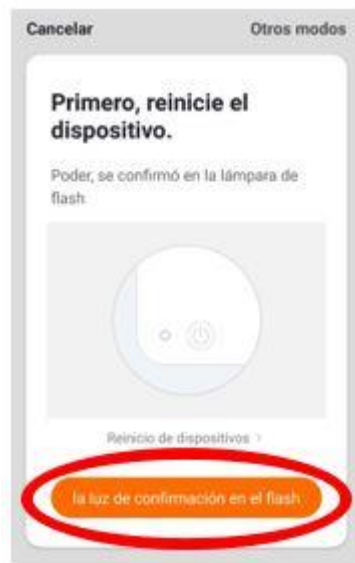 Cancelar Otros modos
Primero, reinicie el
dispositivo.
Poder, se confirmó en la lámpara de
flash
Reinicio de dispositivos >
la luz de confirmación en el flash